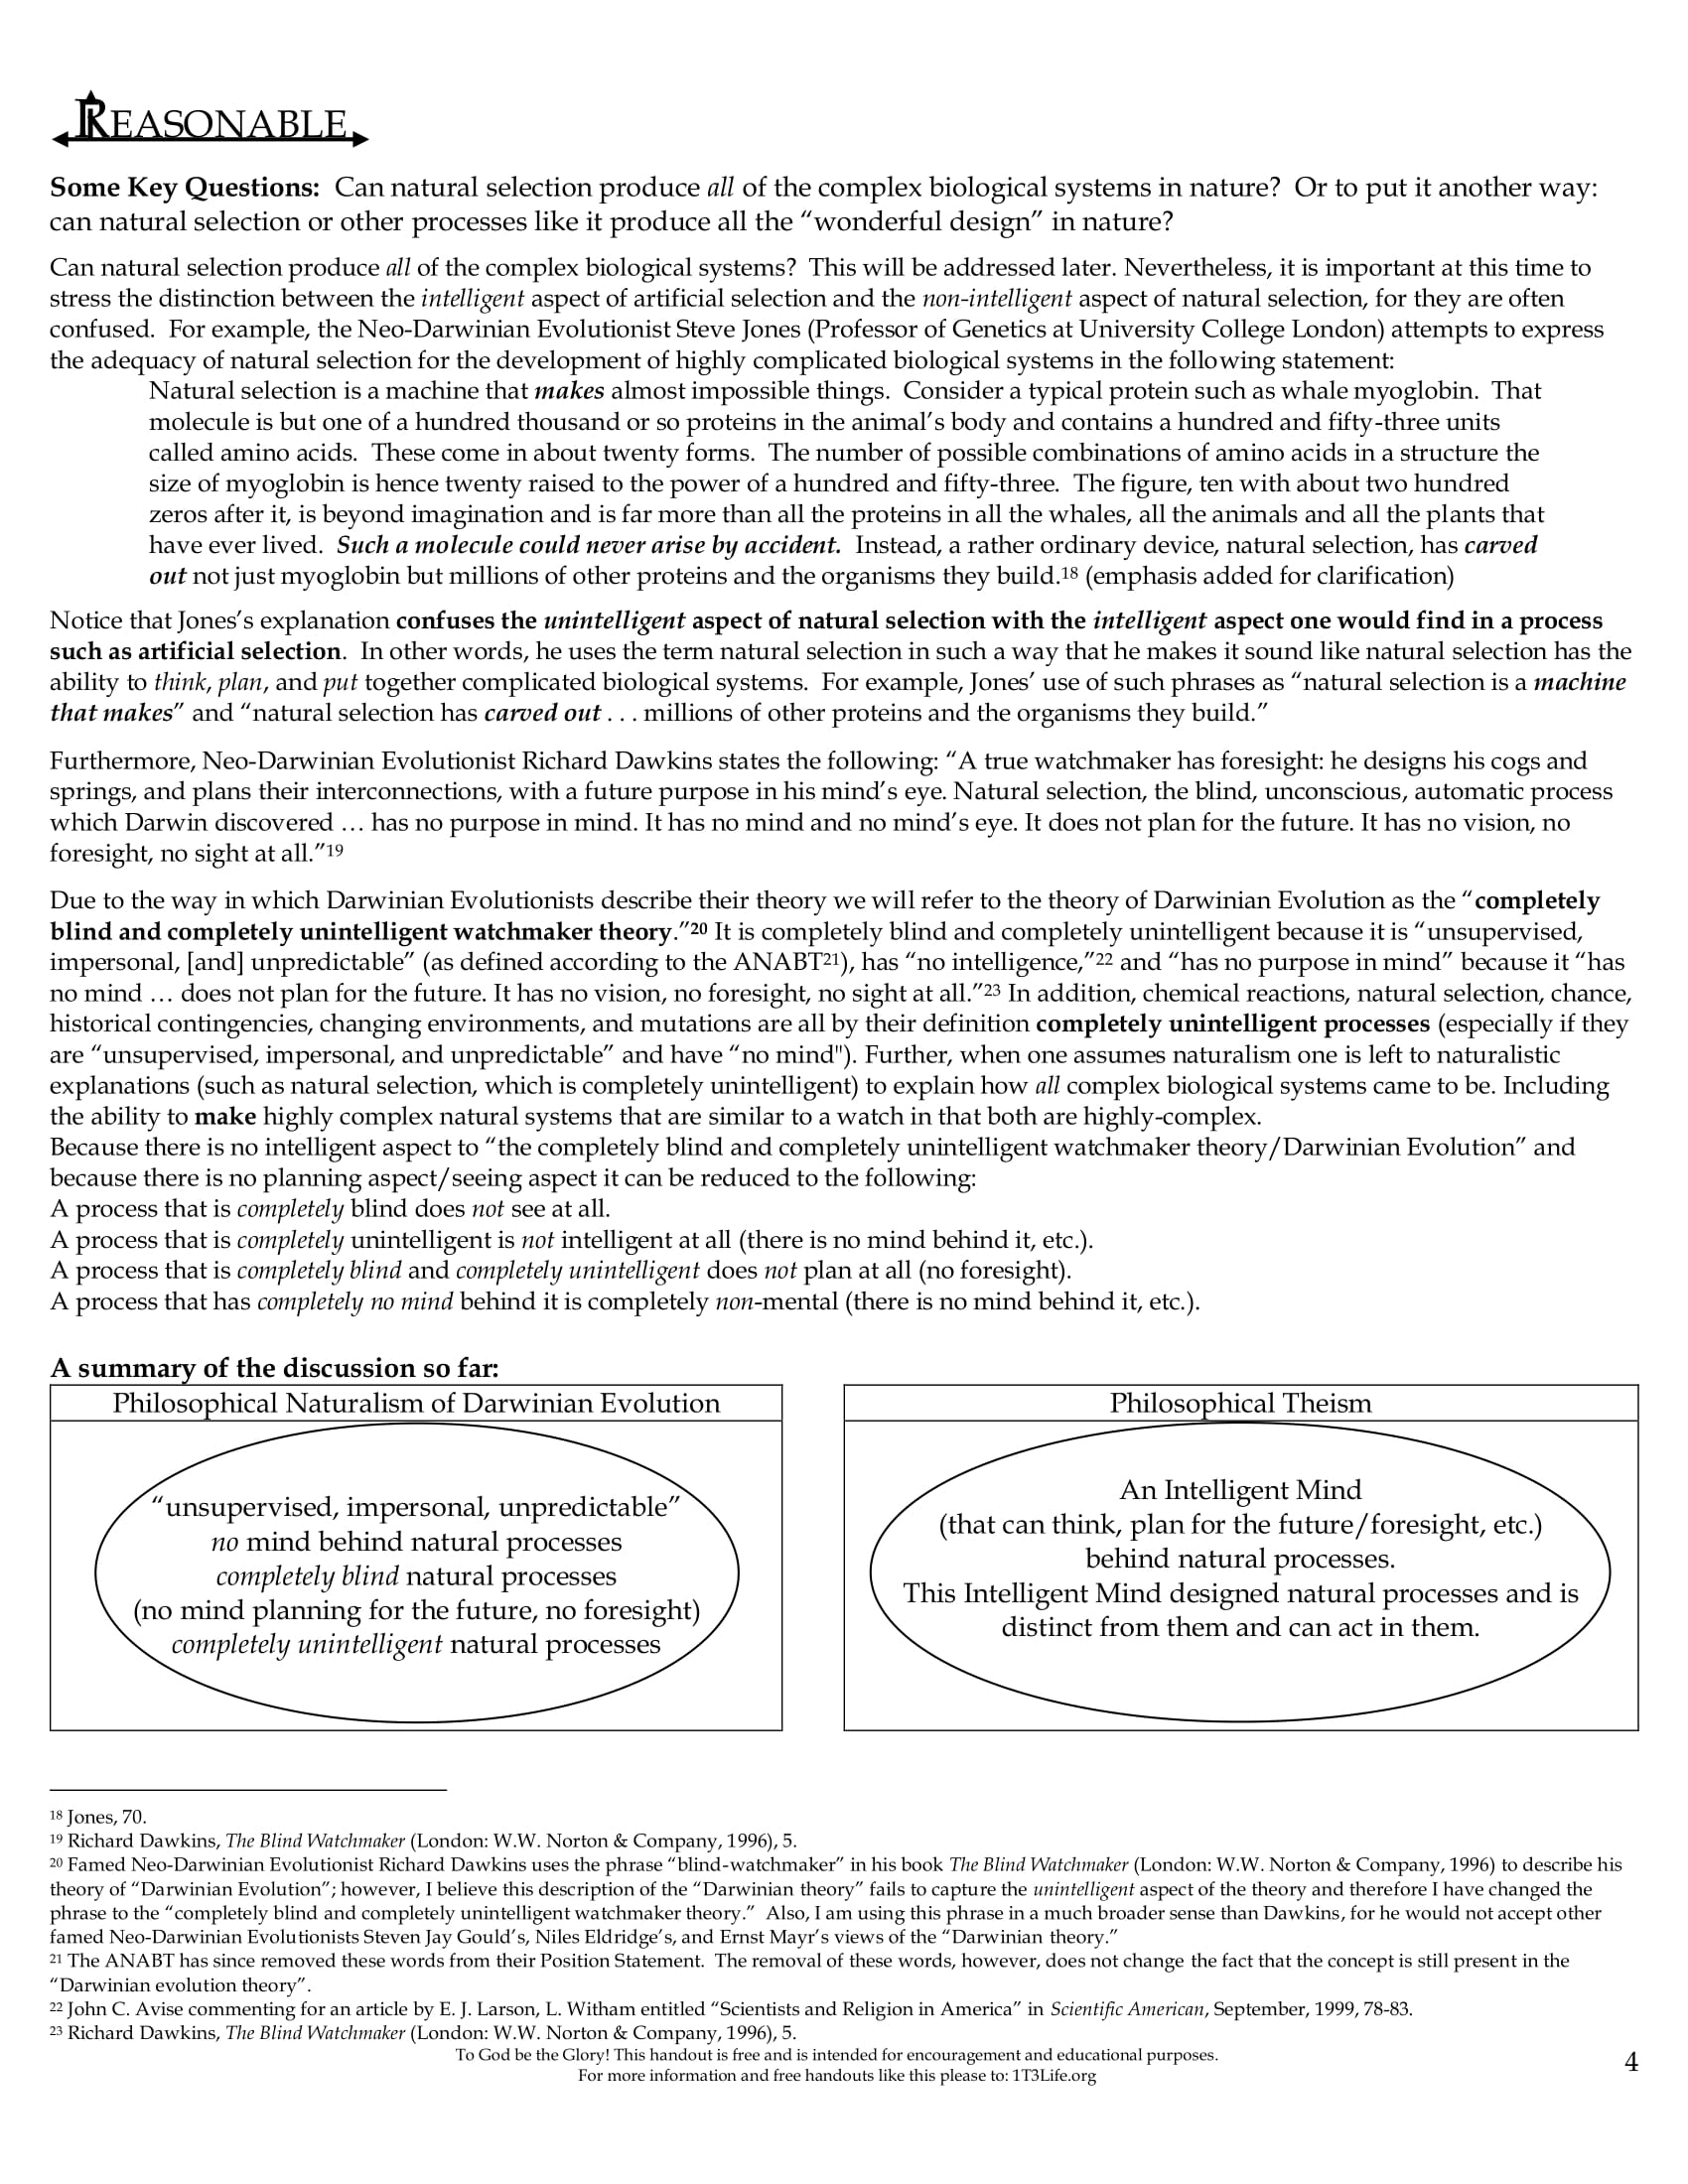 REASONABLE
Some Key Questions: Can natural selection produce all of the complex biological systems in nature? Or to put it another way:
can natural selection or other processes like it produce all the “wonderful design” in nature?
Can natural selection produce all of the complex biological systems? This will be addressed later. Nevertheless, it is important at this time to
stress the distinction between the intelligent aspect of artificial selection and the non-intelligent aspect of natural selection, for they are often
confused. For example, the Neo-Darwinian Evolutionist Steve Jones (Professor of Genetics at University College London) attempts to express
the adequacy of natural selection for the development of highly complicated biological systems in the following statement:
Natural selection is a machine that makes almost impossible things. Consider a typical protein such as whale myoglobin. That
molecule is but one of a hundred thousand or so proteins in the animal’s body and contains a hundred and fifty-three units
called amino acids. These come in about twenty forms. The number of possible combinations of amino acids in a structure the
size of myoglobin is hence twenty raised to the power of a hundred and fifty-three. The figure, ten with about two hundred
zeros after it, is beyond imagination and is far more than all the proteins in all the whales, all the animals and all the plants that
have ever lived. Such a molecule could never arise by accident. Instead, a rather ordinary device, natural selection, has carved
out not just myoglobin but millions of other proteins and the organisms they build.18 (emphasis added for clarification)
Notice that Jones’s explanation confuses the unintelligent aspect of natural selection with the intelligent aspect one would find in a process
such as artificial selection. In other words, he uses the term natural selection in such a way that he makes it sound like natural selection has the
ability to think, plan, and put together complicated biological systems. For example, Jones’ use of such phrases as “natural selection is a machine
that makes” and “natural selection has carved out . . . millions of other proteins and the organisms they build.”
Furthermore, Neo-Darwinian Evolutionist Richard Dawkins states the following: “A true watchmaker has foresight: he designs his cogs and
springs, and plans their interconnections, with a future purpose in his mind’s eye. Natural selection, the blind, unconscious, automatic process
which Darwin discovered … has no purpose in mind. It has no mind and no mind’s eye. It does not plan for the future. It has no vision, no
foresight, no sight at all.”19
Due to the way in which Darwinian Evolutionists describe their theory we will refer to the theory of Darwinian Evolution as the “completely
blind and completely unintelligent watchmaker theory.”20 It is completely blind and completely unintelligent because it is “unsupervised,
impersonal, [and] unpredictable” (as defined according to the ANABT21), has “no intelligence,”22 and “has no purpose in mind” because it “has
no mind … does not plan for the future. It has no vision, no foresight, no sight at all.”23 In addition, chemical reactions, natural selection, chance,
historical contingencies, changing environments, and mutations are all by their definition completely unintelligent processes (especially if they
are “unsupervised, impersonal, and unpredictable” and have “no mind"). Further, when one assumes naturalism one is left to naturalistic
explanations (such as natural selection, which is completely unintelligent) to explain how all complex biological systems came to be. Including
the ability to make highly complex natural systems that are similar to a watch in that both are highly-complex.
Because there is no intelligent aspect to “the completely blind and completely unintelligent watchmaker theory/Darwinian Evolution” and
because there is no planning aspect/seeing aspect it can be reduced to the following:
A process that is completely blind does not see at all.
A process that is completely unintelligent is not intelligent at all (there is no mind behind it, etc.).
A process that is completely blind and completely unintelligent does not plan at all (no foresight).
A process that has completely no mind behind it is completely non-mental (there is no mind behind it, etc.).
A summary of the discussion so far:
Philosophical Naturalism of Darwinian Evolution
“unsupervised, impersonal, unpredictable”
no mind behind natural processes
completely blind natural processes
(no mind planning for the future, no foresight)
completely unintelligent natural processes
Philosophical Theism
An Intelligent Mind
(that can think, plan for the future/foresight, etc.)
behind natural processes.
This Intelligent Mind designed natural processes and is
distinct from them and can act in them.
18 Jones, 70.
19 Richard Dawkins, The Blind Watchmaker (London: W.W. Norton & Company, 1996), 5.
20 Famed Neo-Darwinian Evolutionist Richard Dawkins uses the phrase “blind-watchmaker” in his book The Blind Watchmaker (London: W.W. Norton & Company, 1996) to describe his
theory of “Darwinian Evolution”; however, I believe this description of the “Darwinian theory” fails to capture the unintelligent aspect of the theory and therefore I have changed the
phrase to the “completely blind and completely unintelligent watchmaker theory.” Also, I am using this phrase in a much broader sense than Dawkins, for he would not accept other
famed Neo-Darwinian Evolutionists Steven Jay Gould’s, Niles Eldridge’s, and Ernst Mayr’s views of the “Darwinian theory.”
21 The ANABT has since removed these words from their Position Statement. The removal of these words, however, does not change the fact that the concept is still present in the
“Darwinian evolution theory”.
22 John C. Avise commenting for an article by E. J. Larson, L. Witham entitled “Scientists and Religion in America” in Scientific American, September, 1999, 78-83.
23 Richard Dawkins, The Blind Watchmaker (London: W.W. Norton & Company, 1996), 5.
To God be the Glory! This handout is free and is intended for encouragement and educational purposes.
For more information and free handouts like this please to: 1T3Life.org
4